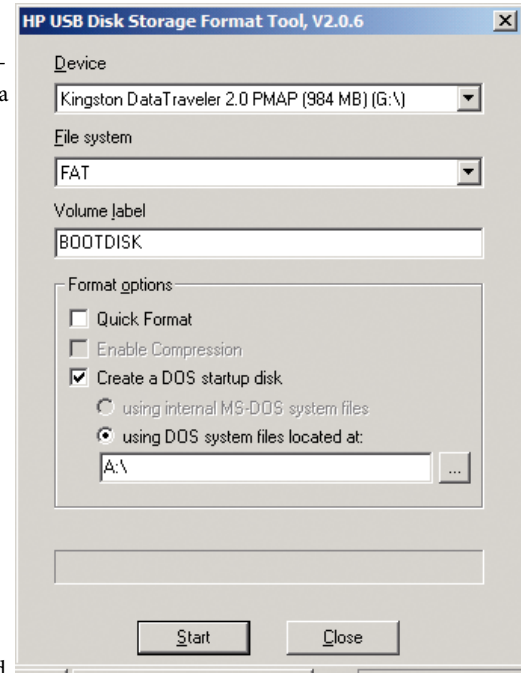 HP USB Disk Storage Format Tool, V2.0.6
-
a
Device
Kingston DataTraveler 2.0 PMAP (984 MB) (G:\)
File system
FAT
Volume label
BOOTDISK
Format options
Quick Format
Enable Compression
Create a DOS startup disk
using internal MS-DOS system files
using DOS system files located at:
A:\
...
Start
Close